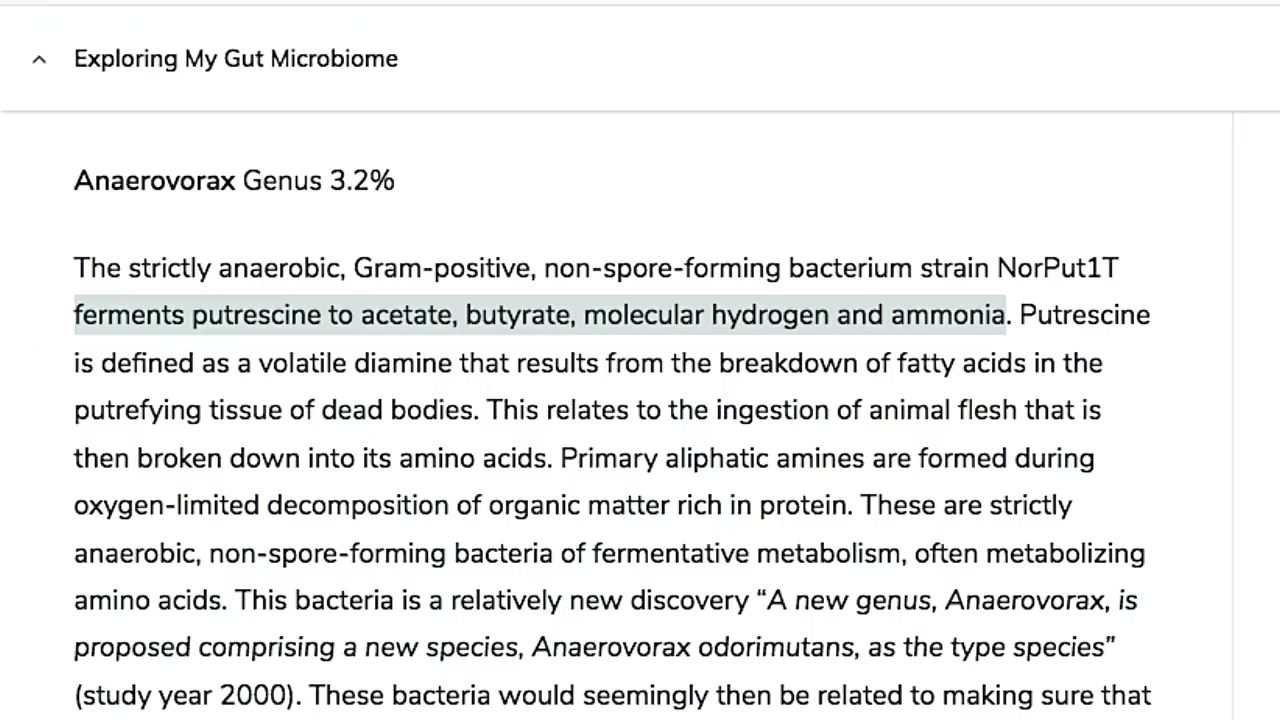 Exploring My Gut Microbiome
Anaerovorax Genus 3.2%
The strictly anaerobic, Gram-positive, non-spore-forming bacterium strain NorPut1T
ferments putrescine to acetate, butyrate, molecular hydrogen and ammonia. Putrescine
is defined as a volatile diamine that results from the breakdown of fatty acids in the
putrefying tissue of dead bodies. This relates to the ingestion of animal flesh that is
then broken down into its amino acids. Primary aliphatic amines are formed during
oxygen-limited decomposition of organic matter rich in protein. These are strictly
anaerobic, non-spore-forming bacteria of fermentative metabolism, often metabolizing
amino acids. This bacteria is a relatively new discovery “A new genus, Anaerovorax, is
proposed comprising a new species, Anaerovorax odorimutans, as the type species”
(study year 2000). These bacteria would seemingly then be related to making sure that